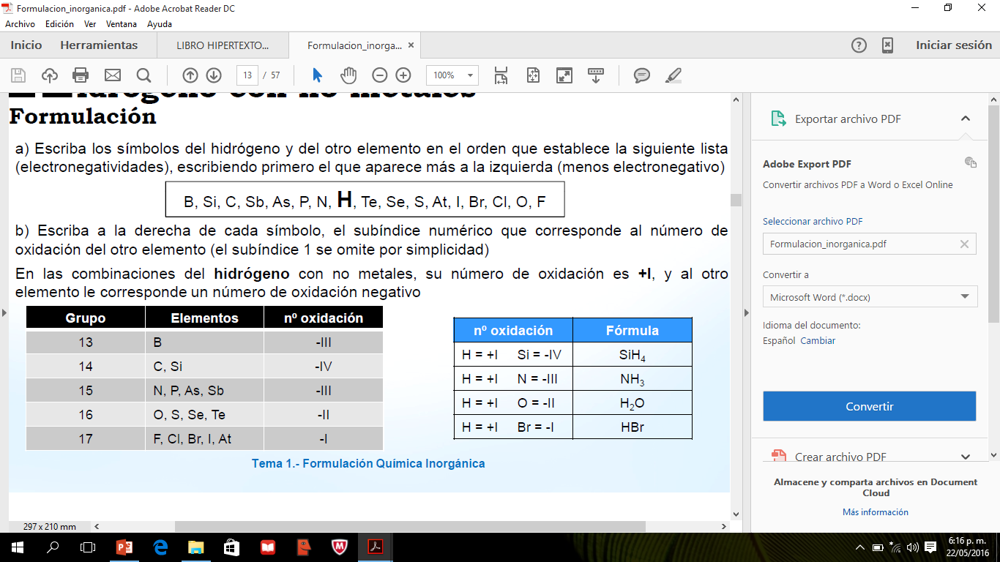 Formulacion_inorganica.pdf - Adobe Acrobat Reader DC
Archivo Edición Ver Ventana Ayuda
Inicio Herramientas LIBRO HIPERTEXTO... Formulacion_inorga... × Iniciar sesión
13 / 57 100%
idrógeno con no metales
Formulación
a) Escriba los símbolos del hidrógeno y del otro elemento en el orden que establece la siguiente lista
(electronegatividades), escribiendo primero el que aparece más a la izquierda (menos electronegativo)
B, Si, C, Sb, As, P, N, H, Te, Se, S, At, I, Br, Cl, O, F
b) Escriba a la derecha de cada símbolo, el subíndice numérico que corresponde al número de
oxidación del otro elemento (el subíndice 1 se omite por simplicidad)
En las combinaciones del hidrógeno con no metales, su número de oxidación es +I, y al otro
elemento le corresponde un número de oxidación negativo
Grupo Elementos nº oxidación
13 B -III
14 C, Si -IV
15 N, P, As, Sb -III
16 O, S, Se, Te -II
17 F, Cl, Br, I, At -I
nº oxidación Fórmula
H = +I Si = -IV SiH₄
H = +I N = -III NH₃
H = +I O = -II H₂O
H = +I Br = -I HBr
Tema 1.- Formulación Química Inorgánica
297 x 210 mm
Exportar archivo PDF
Adobe Export PDF
Convertir archivos PDF a Word o Excel Online
Seleccionar archivo PDF
Formulacion_inorganica.pdf
Convertir a
Microsoft Word (*.docx)
Idioma del documento:
Español Cambiar
Convertir
Crear archivo PDF
Almacene y comparta archivos en Document
Cloud
Más información
6:16 p. m.
22/05/2016